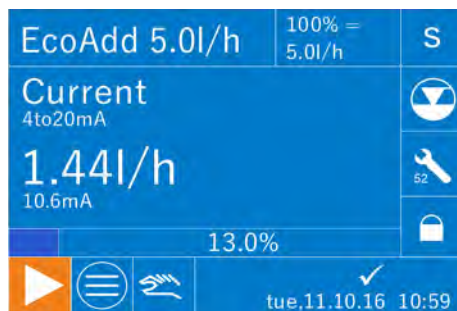 EcoAdd 5.0l/h
100% =
5.0l/h
S
Current
4to20mA
1.44l/h
10.6mA
52
13.0%
tue,11.10.16 10:59